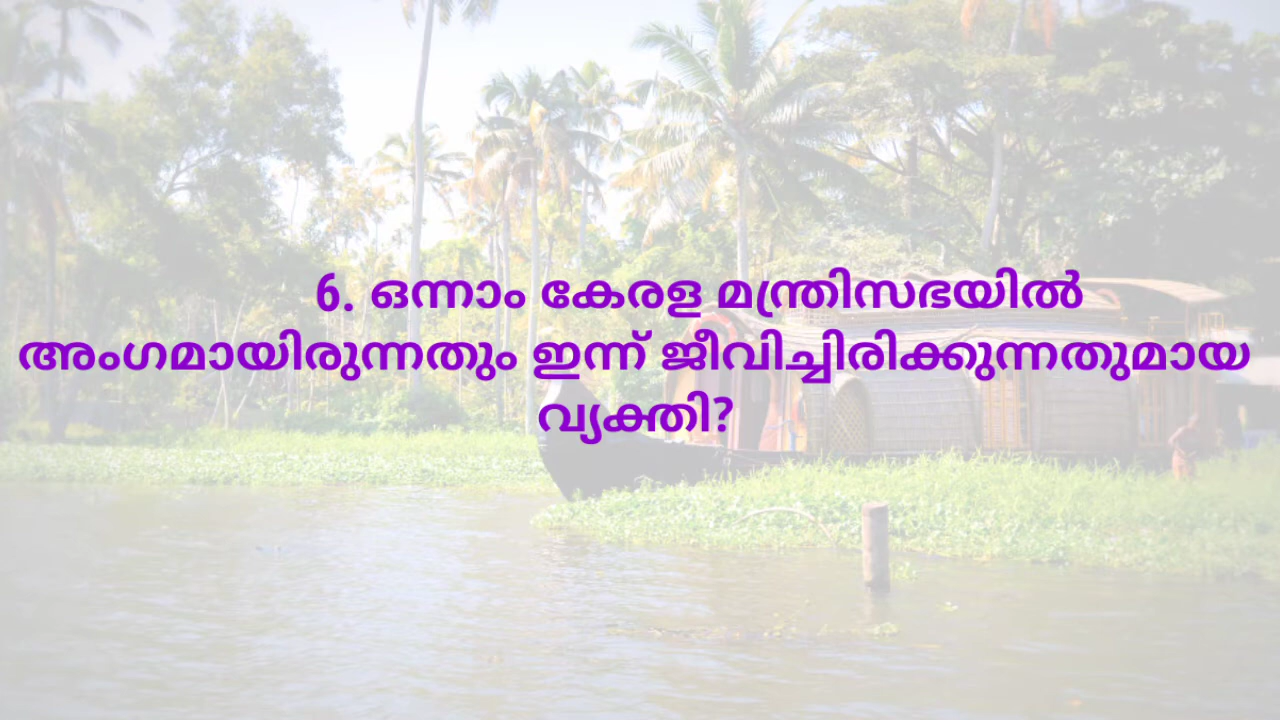 6. ഒന്നാം കേരള മന്ത്രിസഭയിൽ
അംഗമായിരുന്നതും ഇന്ന് ജീവിച്ചിരിക്കുന്നതുമായ
വ്യക്തി?